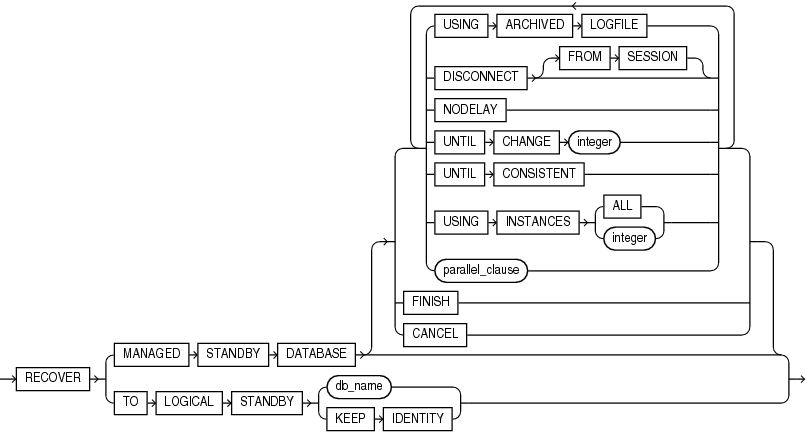 USING ARCHIVED LOGFILE
FROM SESSION
DISCONNECT
NODELAY
UNTIL CHANGE integer
UNTIL CONSISTENT
ALL
USING INSTANCES
integer
parallel_clause
FINISH
CANCEL
MANAGED STANDBY DATABASE
RECOVER
db_name
TO LOGICAL STANDBY
KEEP IDENTITY